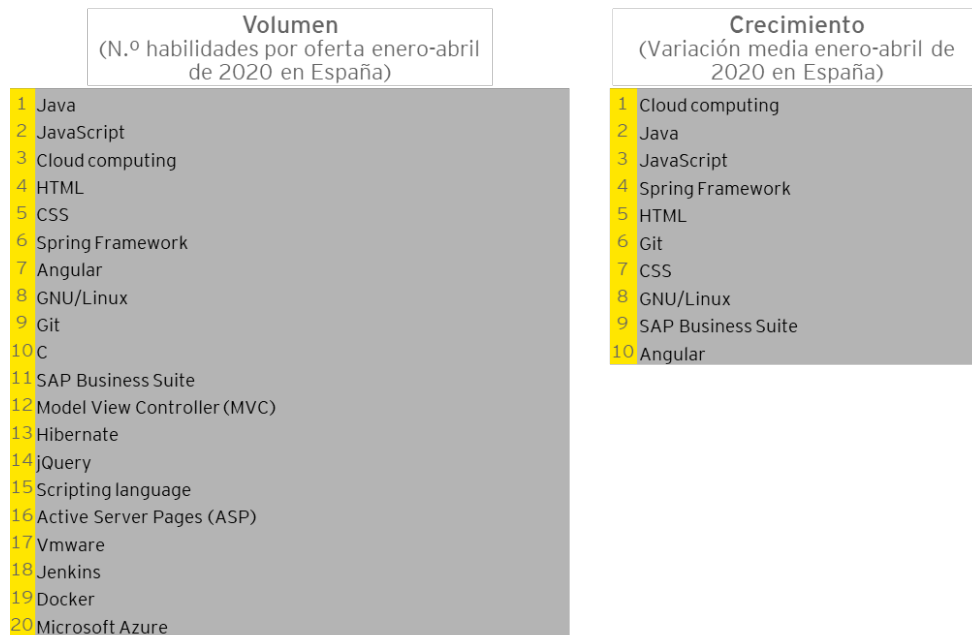 Volumen
(N.º habilidades por oferta enero-abril
de 2020 en España)
1 Java
2 JavaScript
3 Cloud computing
4 HTML
5 CSS
6 Spring Framework
7 Angular
8 GNU/Linux
9 Git
10 C
11 SAP Business Suite
12 Model View Controller (MVC)
13 Hibernate
14 jQuery
15 Scripting language
16 Active Server Pages (ASP)
17 Vmware
18 Jenkins
19 Docker
20 Microsoft Azure
Crecimiento
(Variación media enero-abril de
2020 en España)
1 Cloud computing
2 Java
3 JavaScript
4 Spring Framework
5 HTML
6 Git
7 CSS
8 GNU/Linux
9 SAP Business Suite
10 Angular